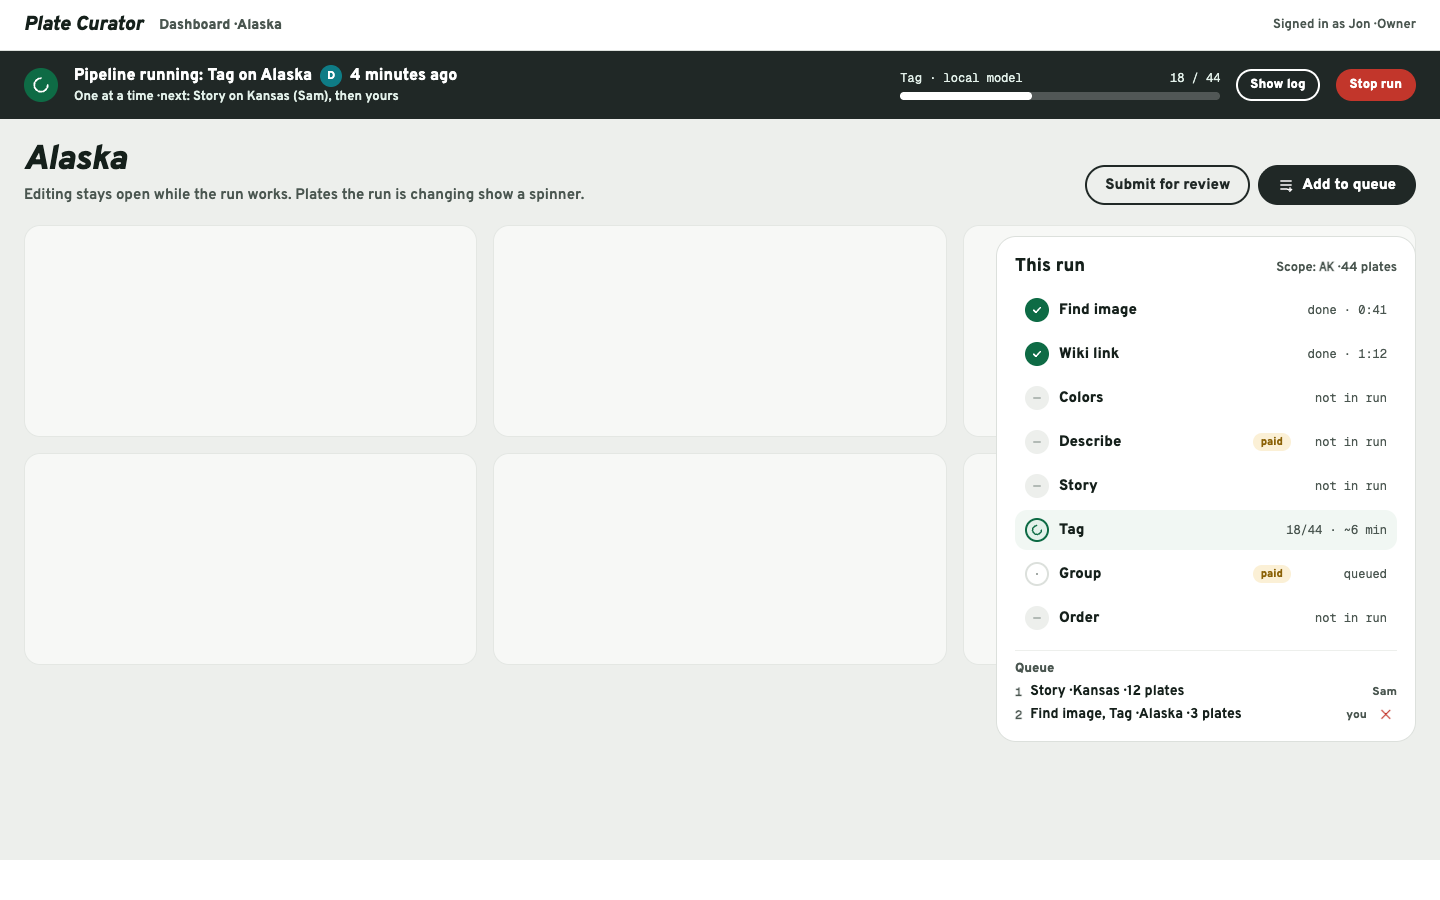 Plate Curator Dashboard ·Alaska Signed in as Jon ·Owner
Pipeline running: Tag on Alaska D 4 minutes ago
One at a time ·next: Story on Kansas (Sam), then yours
Tag · local model 18 / 44
Show log
Stop run
Alaska
Editing stays open while the run works. Plates the run is changing show a spinner.
Submit for review
Add to queue
This run Scope: AK ·44 plates
Find image done · 0:41
Wiki link done · 1:12
Colors not in run
Describe paid not in run
Story not in run
Tag 18/44 · ~6 min
Group paid queued
Order not in run
Queue
1 Story ·Kansas ·12 plates Sam
2 Find image, Tag ·Alaska ·3 plates you